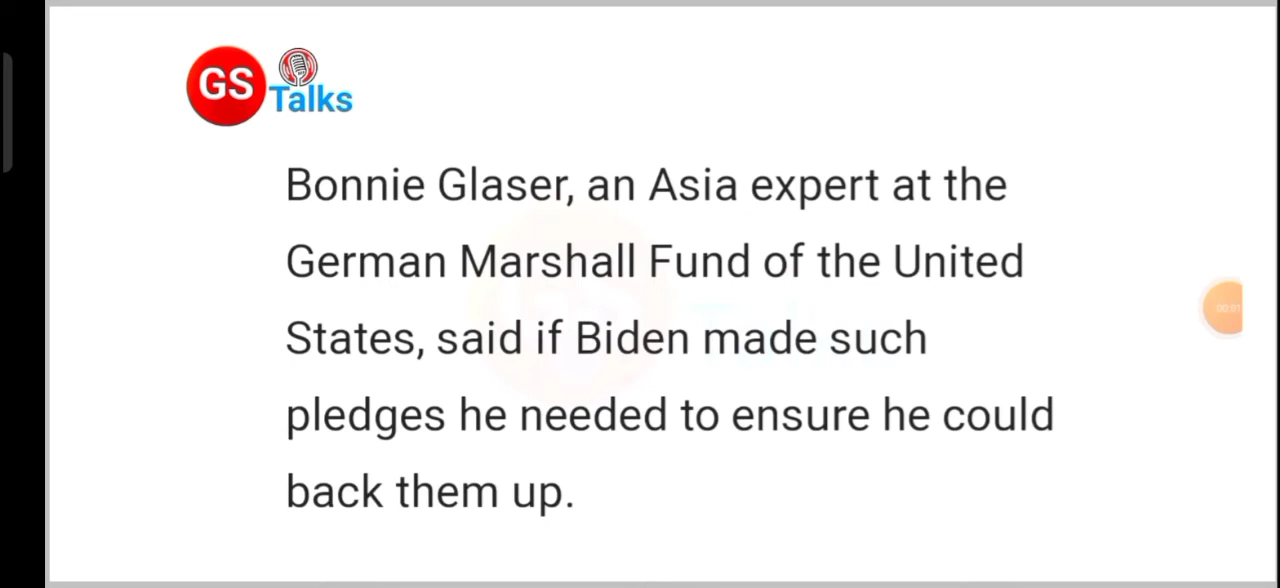 GS
Talks
Bonnie Glaser, an Asia expert at the
German Marshall Fund of the United
States, said if Biden made such
pledges he needed to ensure he could
back them up.